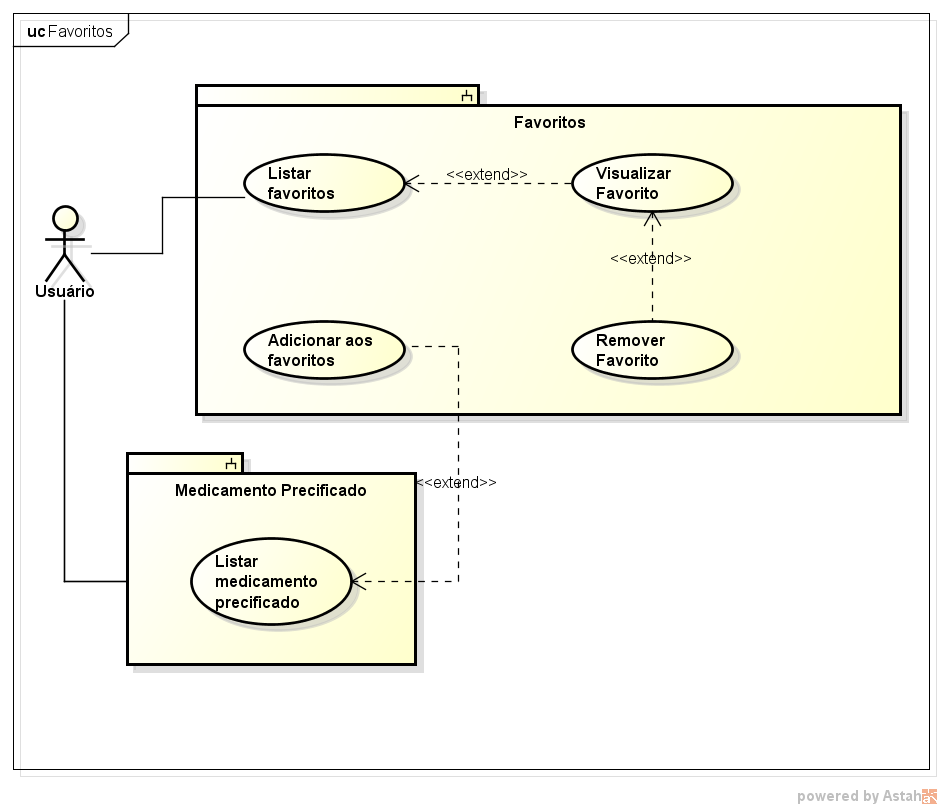 uc Favoritos
Favoritos
Listar
favoritos
<<extend>>
Visualizar
Favorito
<<extend>>
Usuário
Adicionar aos
favoritos
Remover
Favorito
<<extend>>
Medicamento Precificado
Listar
medicamento
precificado
powered by Astah